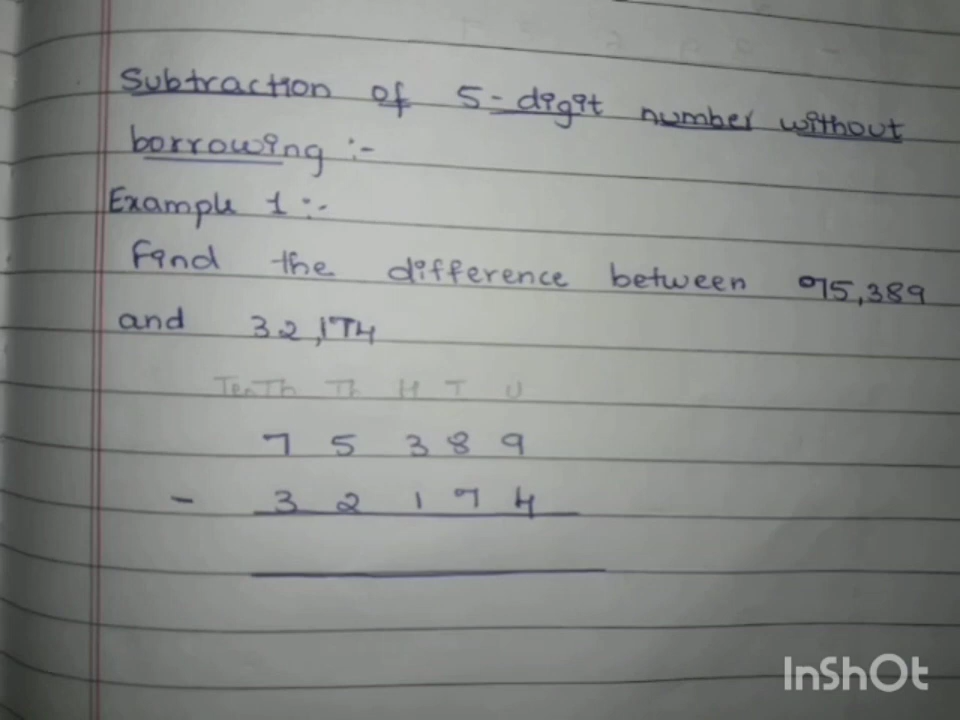 Subtraction of 5-digit number without
borrowing :-
Example 1 :-
Find the difference between 75,389
and 32,174
TenTh Th H T U
7 5 3 8 9
- 3 2 1 7 4
InShOt